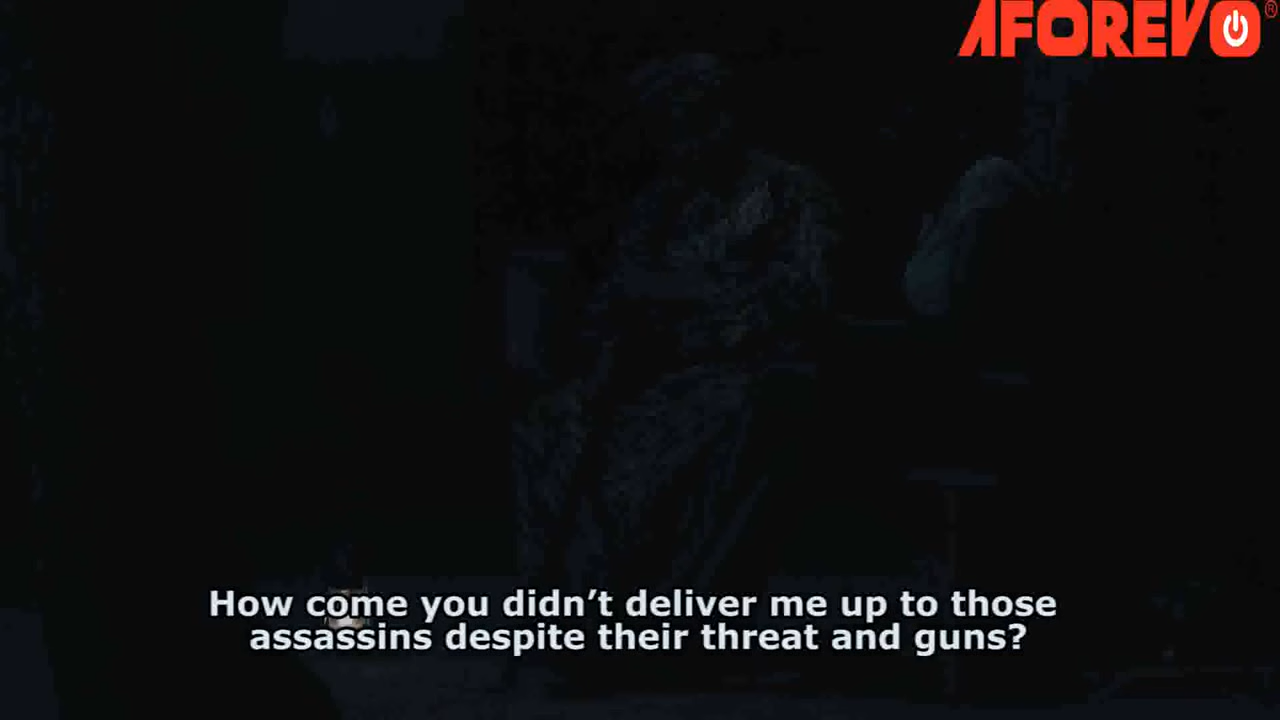 AFOREVO®
How come you didn't deliver me up to those
assassins despite their threat and guns?